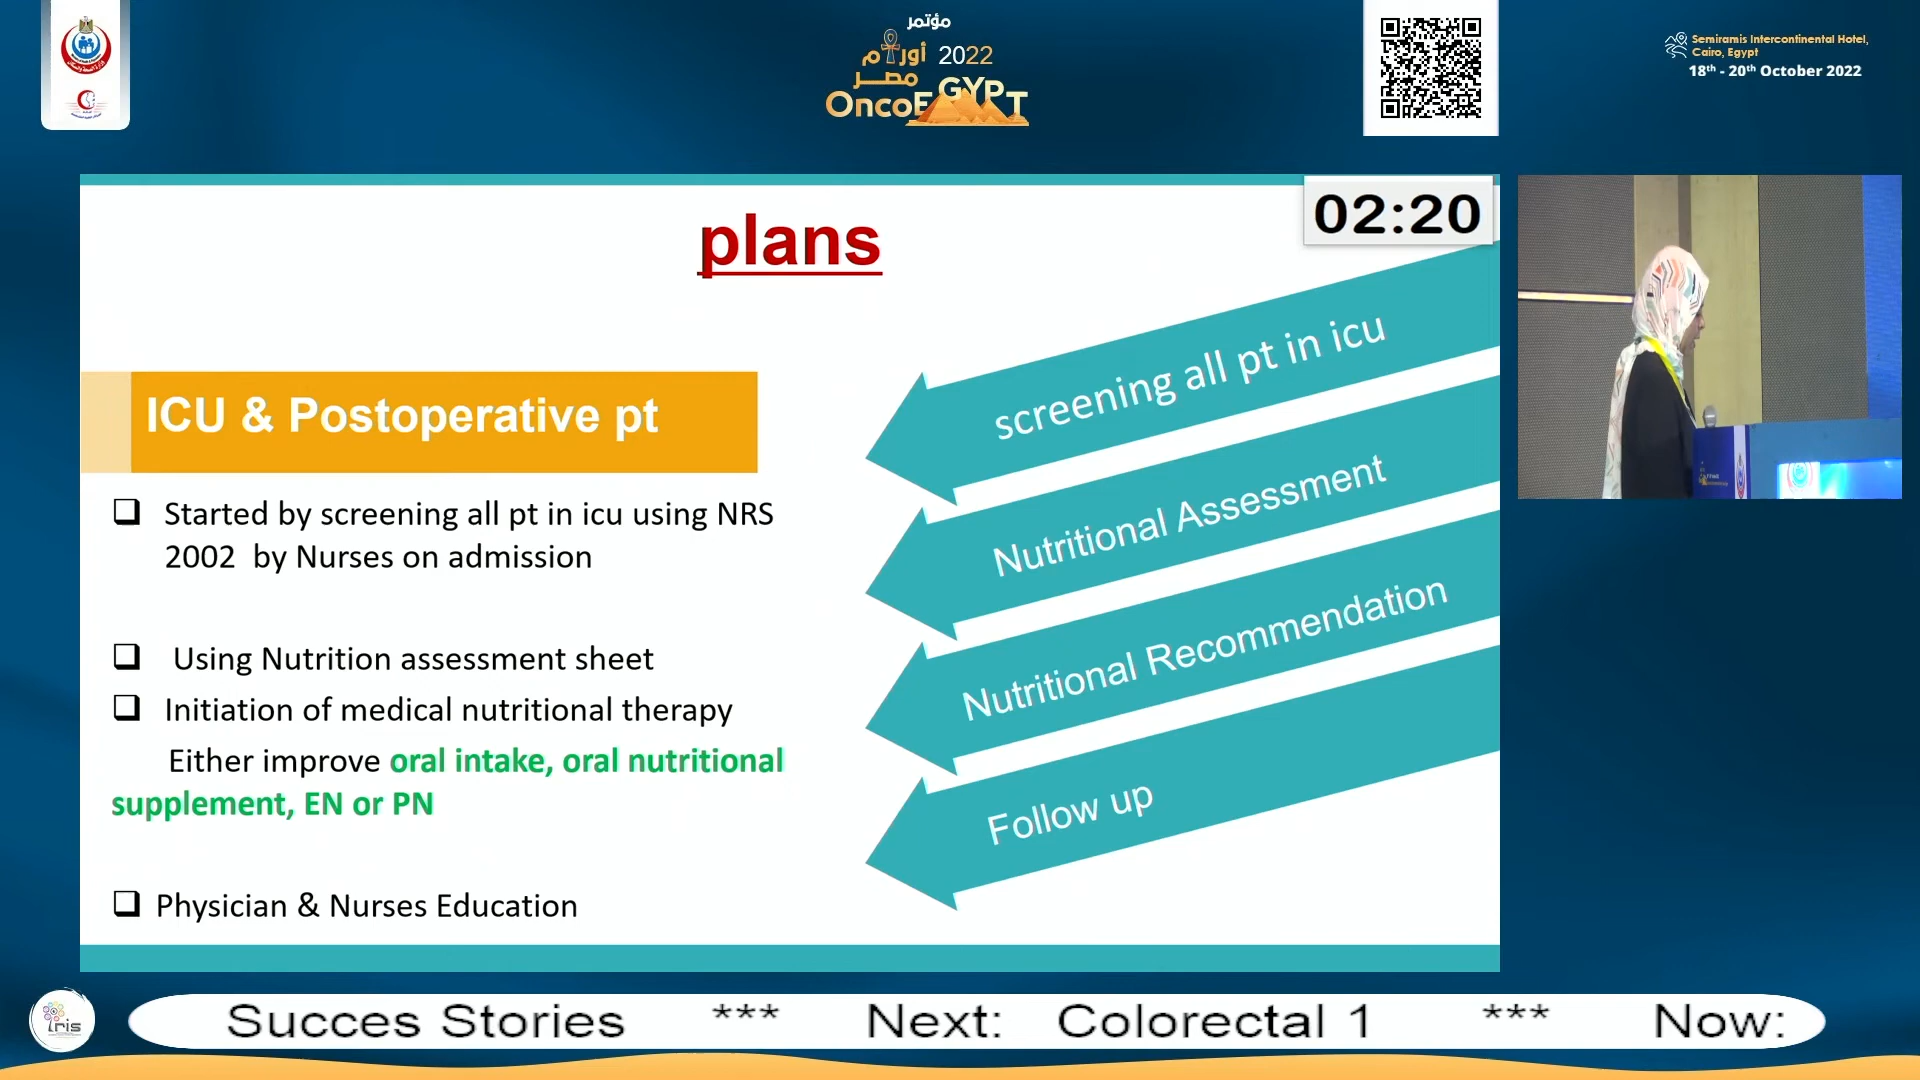 مؤتمر
أورام 2022
مصر
OncoEGYPT
Semiramis Intercontinental Hotel,
Cairo, Egypt
18th - 20th October 2022
02:20
plans
ICU & Postoperative pt
❑ Started by screening all pt in icu using NRS
2002 by Nurses on admission
❑ Using Nutrition assessment sheet
❑ Initiation of medical nutritional therapy
Either improve oral intake, oral nutritional
supplement, EN or PN
❑ Physician & Nurses Education
screening all pt in icu
Nutritional Assessment
Nutritional Recommendation
Follow up
iris
Succes Stories *** Next: Colorectal 1 *** Now: